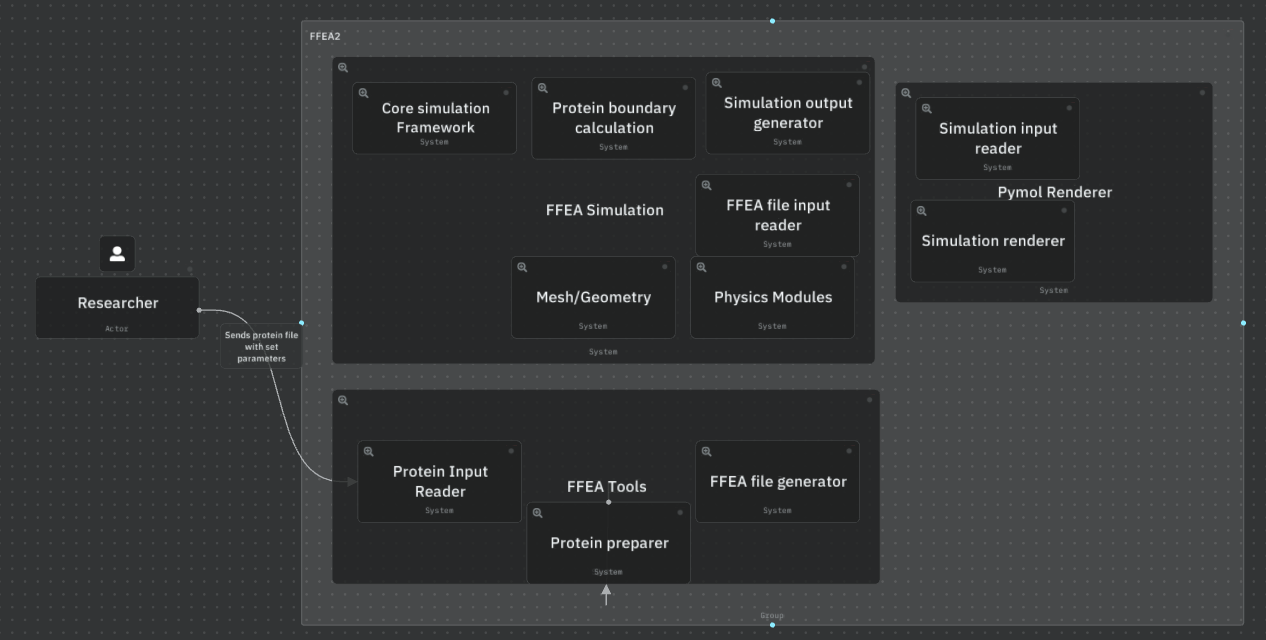 FFEA2
Core simulation
Framework
System
Protein boundary
calculation
System
Simulation output
generator
System
FFEA Simulation
FFEA file input
reader
System
Mesh/Geometry
System
Physics Modules
System
System
Simulation input
reader
System
Pymol Renderer
Simulation renderer
System
System
Researcher
Actor
Sends protein file
with set
parameters
Protein Input
Reader
System
FFEA Tools
Protein preparer
System
FFEA file generator
System
Group